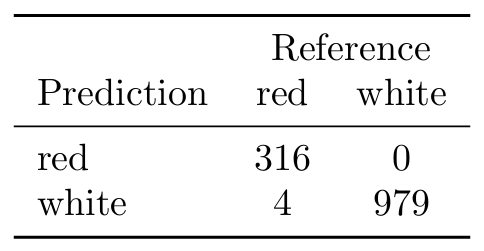 Reference
Prediction red white
red 316 0
white 4 979